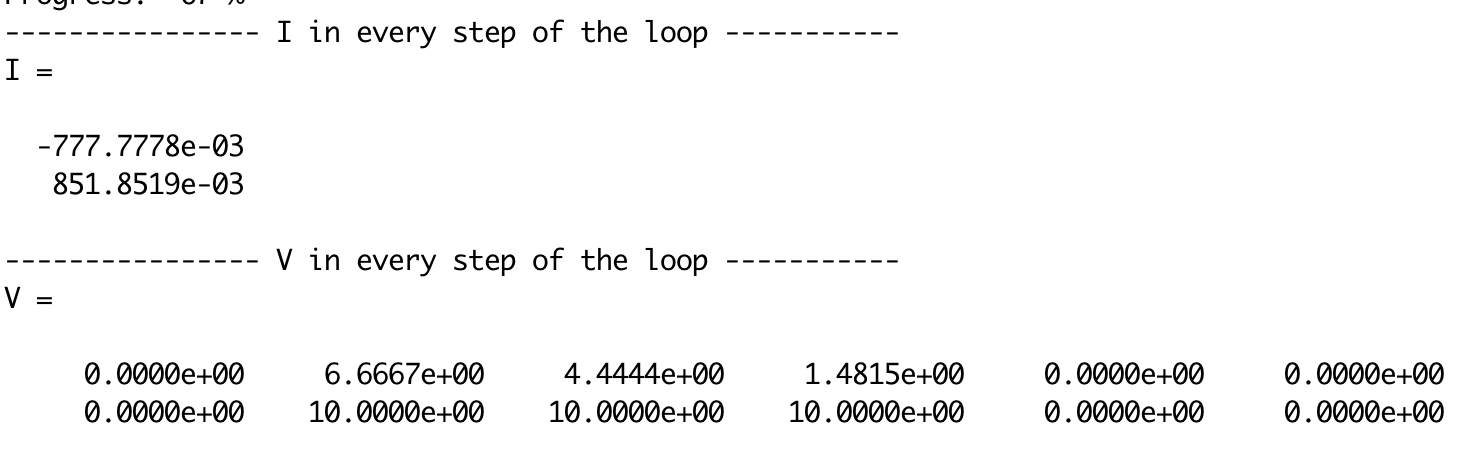 ---------------- I in every step of the loop -----------
I =
-777.7778e-03
851.8519e-03
---------------- V in every step of the loop -----------
V =
0.0000e+00 6.6667e+00 4.4444e+00 1.4815e+00 0.0000e+00 0.0000e+00
0.0000e+00 10.0000e+00 10.0000e+00 10.0000e+00 0.0000e+00 0.0000e+00